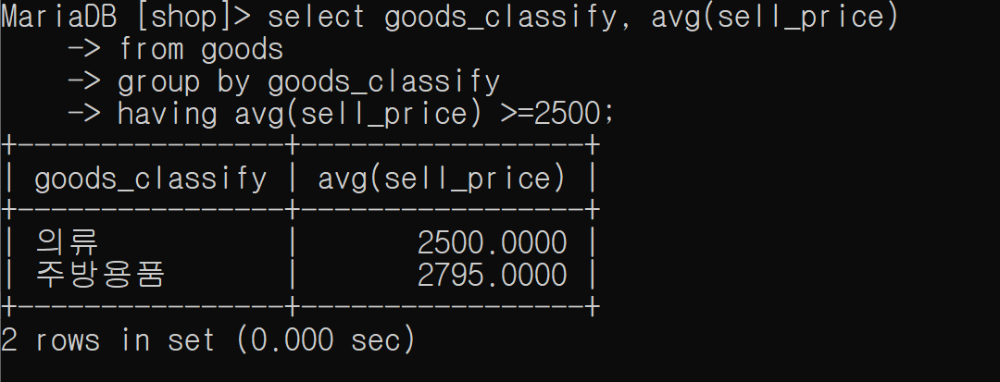 MariaDB [shop]> select goods_classify, avg(sell_price)
    -> from goods
    -> group by goods_classify
    -> having avg(sell_price) >=2500;
+----------------+-----------------+
| goods_classify | avg(sell_price) |
+----------------+-----------------+
| 의류           |       2500.0000 |
| 주방용품       |       2795.0000 |
+----------------+-----------------+
2 rows in set (0.000 sec)